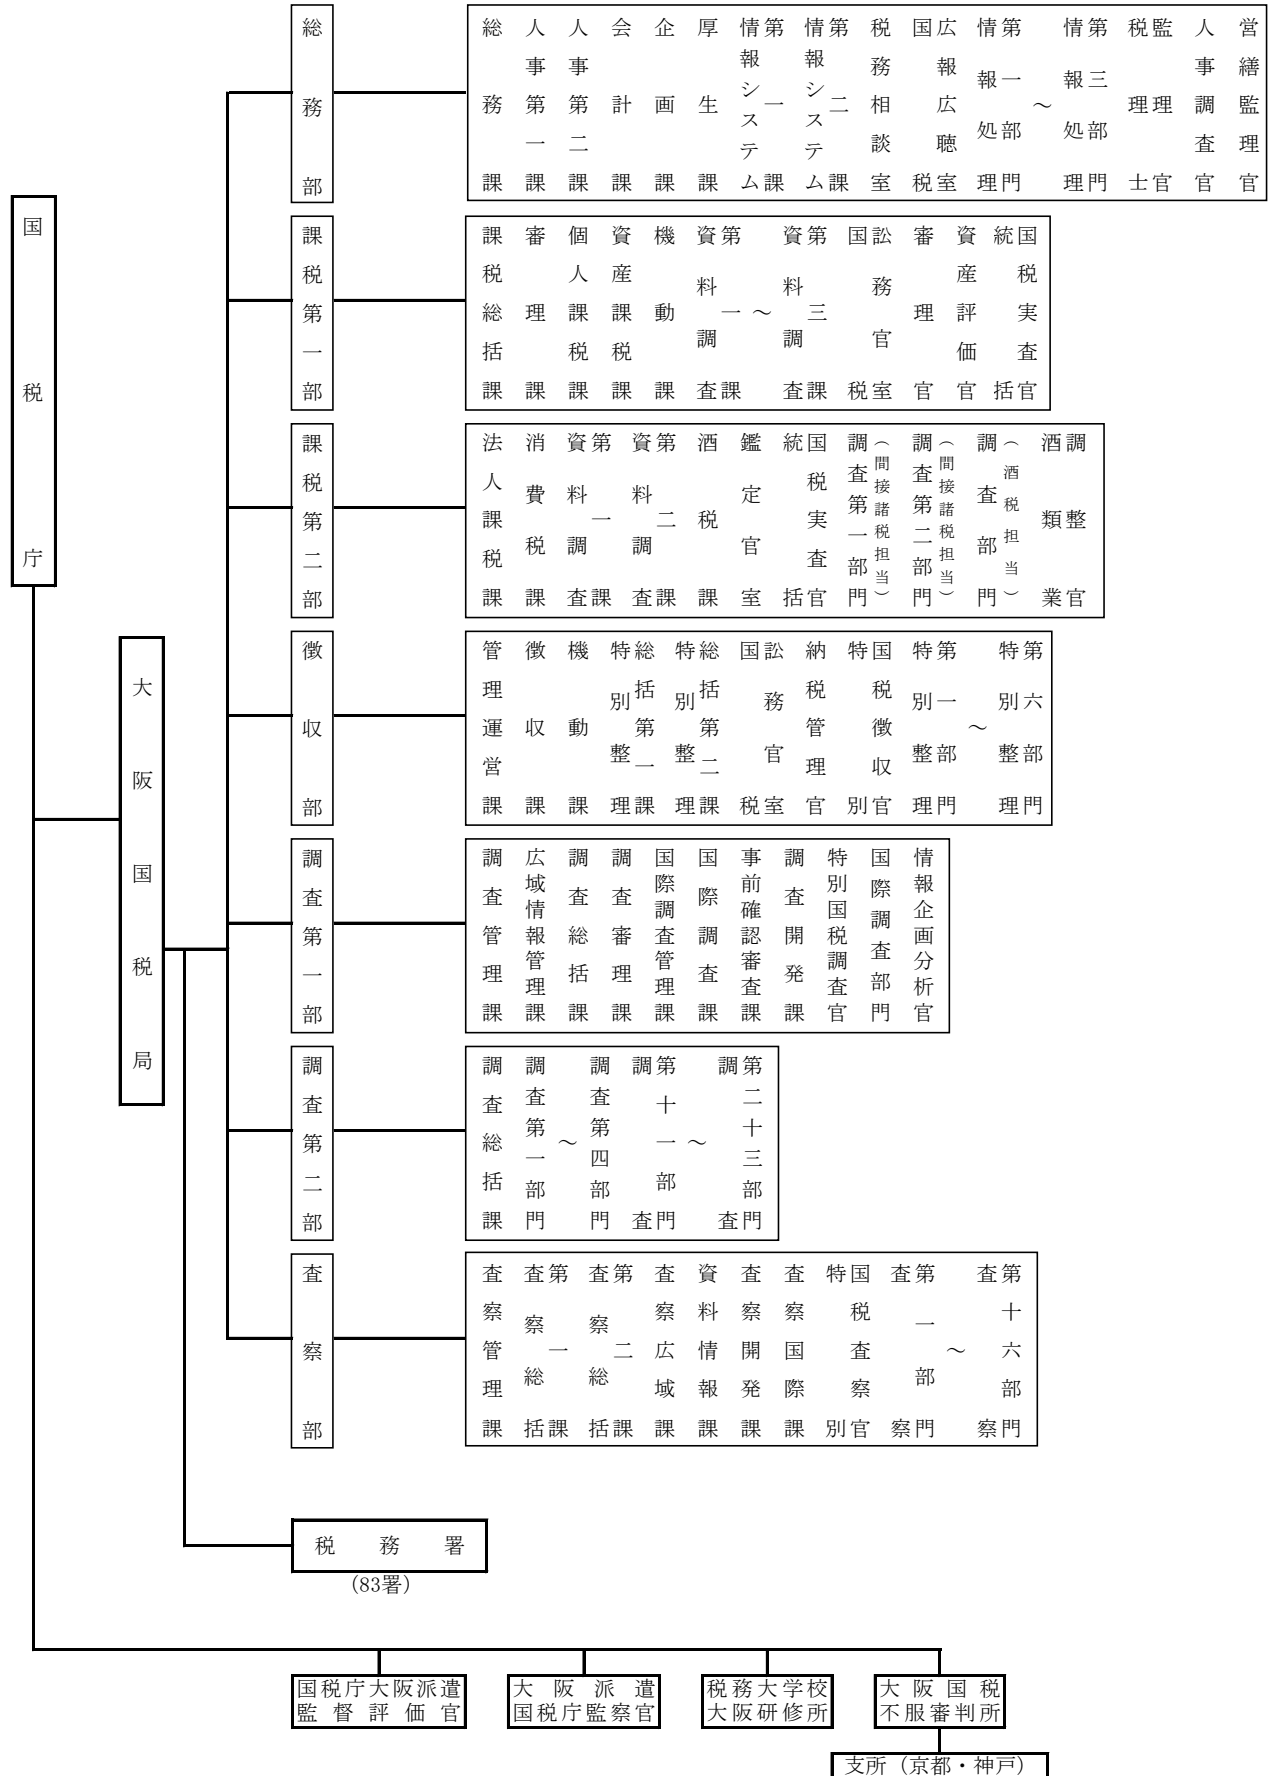 国税庁
大阪国税局
総務部
総務課
人事第一課
人事第二課
会計課
企画課
厚生課
情報システム第一課
情報システム第二課
税務相談室
国税広報広聴室
情報処理第一部門
～
情報処理第三部門
税理士監理官
人事調査官
営繕監理官
課税第一部
課税総括課
審理課
個人課税課
資産課税課
機動課
資料調査第一課
～
資料調査第三課
国税訟務官室
審理官
資産評価官
統括国税実査官
課税第二部
法人課税課
消費税課
資料調査第一課
資料調査第二課
酒税課
鑑定官室
統括国税実査官
調査第一部門
（間接諸税担当）
調査第二部門
（間接諸税担当）
調査部門
（酒税担当）
酒類業調整官
徴収部
管理運営課
徴収課
機動課
特別整理総括第一課
特別整理総括第二課
国税訟務官室
納税管理官
特別国税徴収官
特別整理第一部門
～
特別整理第六部門
調査第一部
調査管理課
広域情報管理課
調査総括課
調査審理課
国際調査管理課
国際調査課
事前確認審査課
調査開発課
特別国税調査官
国際調査部門
情報企画分析官
調査第二部
調査総括課
調査第一部門
～
調査第四部門
調査第十一部門
～
調査第二十三部門
査察部
査察管理課
査察総括第一課
査察総括第二課
査察広域課
資料情報課
査察開発課
査察国際課
特別国税査察官
査察第一部門
～
査察第十六部門
税務署
(83署)
国税庁大阪派遣
監督評価官
大阪派遣
国税庁監察官
税務大学校
大阪研修所
大阪国税
不服審判所
支所（京都・神戸）